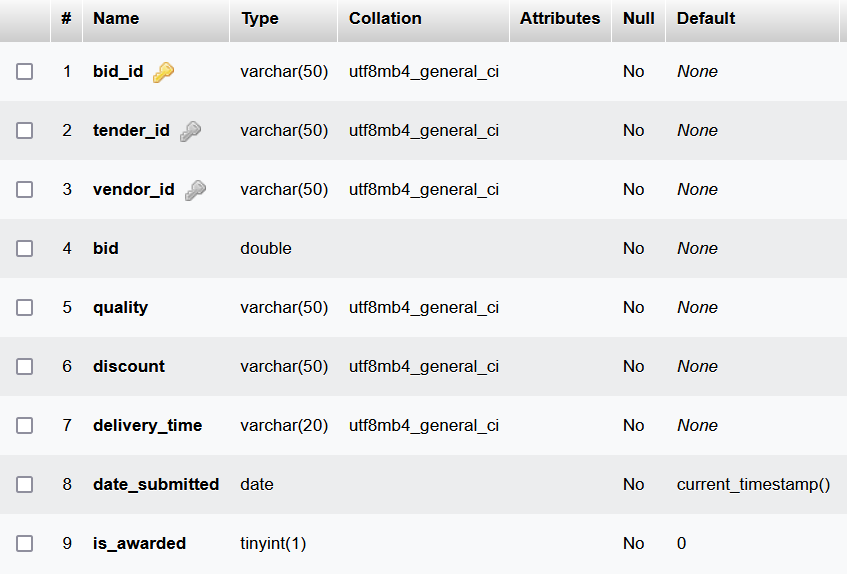 # Name Type Collation Attributes Null Default
1 bid_id varchar(50) utf8mb4_general_ci No None
2 tender_id varchar(50) utf8mb4_general_ci No None
3 vendor_id varchar(50) utf8mb4_general_ci No None
4 bid double No None
5 quality varchar(50) utf8mb4_general_ci No None
6 discount varchar(50) utf8mb4_general_ci No None
7 delivery_time varchar(20) utf8mb4_general_ci No None
8 date_submitted date No current_timestamp()
9 is_awarded tinyint(1) No 0